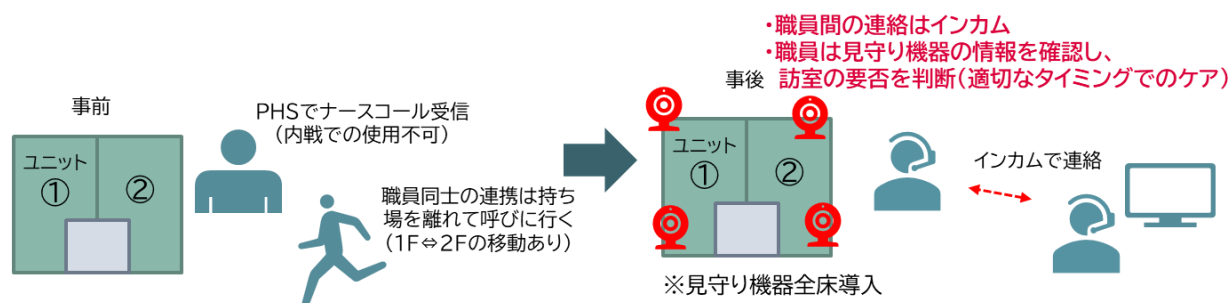 事前
ユニット
①
②
PHSでナースコール受信
（内戦での使用不可）
職員同士の連携は持ち
場を離れて呼びに行く
（1F⇔2Fの移動あり）
・職員間の連絡はインカム
・職員は見守り機器の情報を確認し、
訪室の要否を判断（適切なタイミングでのケア）
事後
ユニット
①
②
※見守り機器全床導入
インカムで連絡